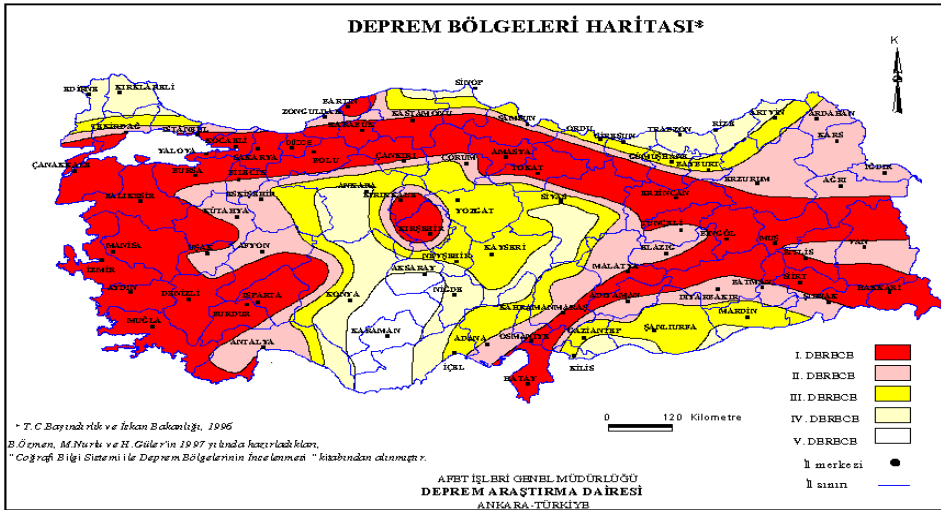 DEPREM BÖLGELERİ HARİTASI*
K
SİNOP
EDİRNE
KIRKLARELİ
BARTIN
ZONGULDAK
KASTAMONU
KARABÜK
SAMSUN
ORDU
GİRESUN
TRABZON
RİZE
ARTVİN
ARDAHAN
KARS
TEKİRDAĞ
İSTANBUL
KOCAELİ
YALOVA
SAKARYA
DÜZCE
BOLU
ÇANKIRI
ÇORUM
AMASYA
TOKAT
GÜMÜŞHANE
BAYBURT
ERZURUM
AĞRI
IĞDIR
ÇANAKKALE
BURSA
BİLECİK
ESKİŞEHİR
ANKARA
KIRIKKALE
YOZGAT
SİVAS
ERZİNCAN
BALIKESİR
KÜTAHYA
KIRŞEHİR
TUNCELİ
BİNGÖL
MUŞ
VAN
MANİSA
UŞAK
AFYON
KAYSERİ
NEVŞEHİR
ELAZIĞ
BİTLİS
İZMİR
AKSARAY
MALATYA
SİİRT
AYDIN
DENİZLİ
ISPARTA
KONYA
NİĞDE
KAHRAMANMARAŞ
ADIYAMAN
DİYARBAKIR
BATMAN
ŞIRNAK
HAKKARİ
BURDUR
MUĞLA
ANTALYA
KARAMAN
ADANA
OSMANİYE
GAZİANTEP
ŞANLIURFA
MARDİN
İÇEL
KİLİS
HATAY
I. DERECE
II. DERECE
III. DERECE
IV. DERECE
V. DERECE
İl merkezi
İl sınırı
0 120 Kilometre
* T.C.Bayındırlık ve İskan Bakanlığı, 1996
B.Özmen, M.Nurlu ve H.Güler'in 1997 yılında hazırladıkları,
"Coğrafi Bilgi Sistemi ile Deprem Bölgelerinin İncelenmesi" kitabından alınmıştır.
AFET İŞLERİ GENEL MÜDÜRLÜĞÜ
DEPREM ARAŞTIRMA DAİRESİ
ANKARA-TÜRKİYE